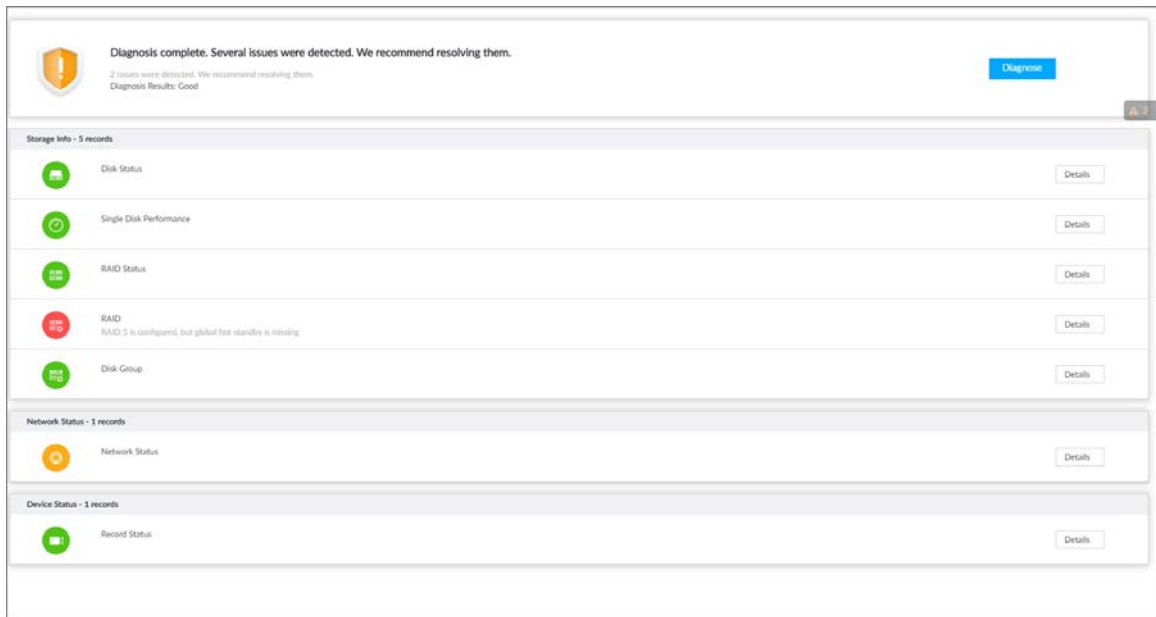 Diagnosis complete. Several issues were detected. We recommend resolving them.
2 issues were detected. We recommend resolving them.
Diagnosis Results: Good
Diagnose
2
Storage Info - 5 records
Disk Status
Details
Single Disk Performance
Details
RAID Status
Details
RAID
RAID 5 is configured, but global hot standby is missing
Details
Disk Group
Details
Network Status - 1 records
Network Status
Details
Device Status - 1 records
Record Status
Details